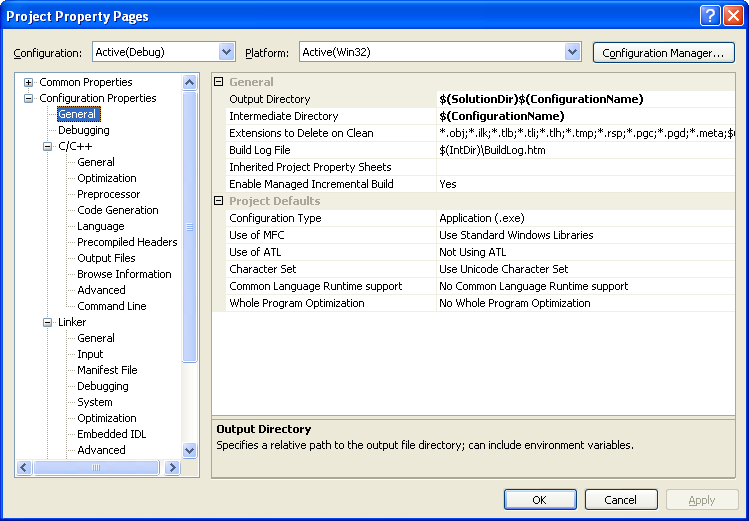 Project Property Pages
Configuration: Active(Debug) Platform: Active(Win32) Configuration Manager...
Common Properties
Configuration Properties
General
Debugging
C/C++
General
Optimization
Preprocessor
Code Generation
Language
Precompiled Headers
Output Files
Browse Information
Advanced
Command Line
Linker
General
Input
Manifest File
Debugging
System
Optimization
Embedded IDL
Advanced
General
Output Directory $(SolutionDir)$(ConfigurationName)
Intermediate Directory $(ConfigurationName)
Extensions to Delete on Clean *.obj;*.ilk;*.tlb;*.tli;*.tlh;*.tmp;*.rsp;*.pgc;*.pgd;*.meta;
Build Log File $(IntDir)\BuildLog.htm
Inherited Project Property Sheets
Enable Managed Incremental Build Yes
Project Defaults
Configuration Type Application (.exe)
Use of MFC Use Standard Windows Libraries
Use of ATL Not Using ATL
Character Set Use Unicode Character Set
Common Language Runtime support No Common Language Runtime support
Whole Program Optimization No Whole Program Optimization
Output Directory
Specifies a relative path to the output file directory; can include environment variables.
OK Cancel Apply